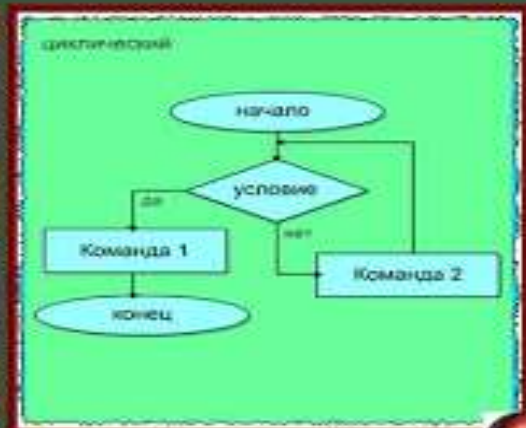 циклический
начало
условие
да
нет
Команда 1
Команда 2
конец